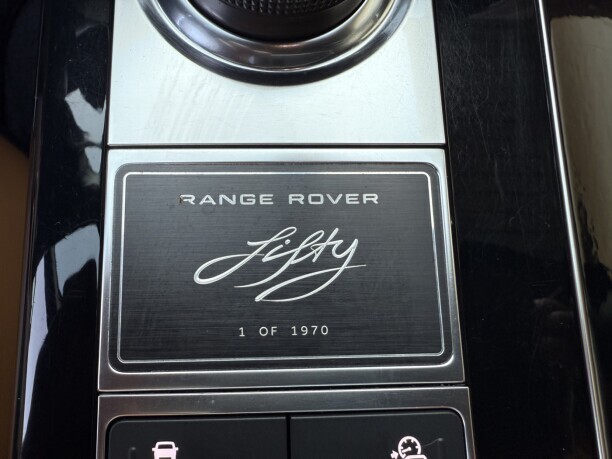 RANGE ROVER
Fifty
1 OF 1970